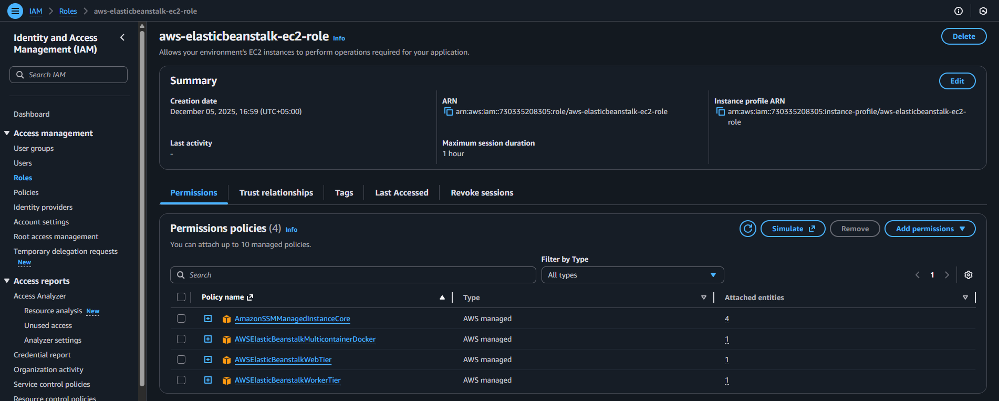 IAM > Roles > aws-elasticbeanstalk-ec2-role
Identity and Access
Management (IAM)
Search IAM
Dashboard
Access management
User groups
Users
Roles
Policies
Identity providers
Account settings
Root access management
Temporary delegation requests
New
Access reports
Access Analyzer
Resource analysis New
Unused access
Analyzer settings
Credential report
Organization activity
Service control policies
Resource control policies
aws-elasticbeanstalk-ec2-role Info
Delete
Allows your environment's EC2 instances to perform operations required for your application.
Summary
Edit
Creation date
December 05, 2025, 16:59 (UTC+05:00)
ARN
arn:aws:iam::730335208305:role/aws-elasticbeanstalk-ec2-role
Instance profile ARN
arn:aws:iam::730335208305:instance-profile/aws-elasticbeanstalk-ec2-
role
Last activity
-
Maximum session duration
1 hour
Permissions
Trust relationships
Tags
Last Accessed
Revoke sessions
Permissions policies (4) Info
Simulate
Remove
Add permissions
You can attach up to 10 managed policies.
Filter by Type
Search
All types
1
Policy name Type Attached entities
AmazonSSMManagedInstanceCore AWS managed 4
AWSElasticBeanstalkMulticontainerDocker AWS managed 1
AWSElasticBeanstalkWebTier AWS managed 1
AWSElasticBeanstalkWorkerTier AWS managed 1